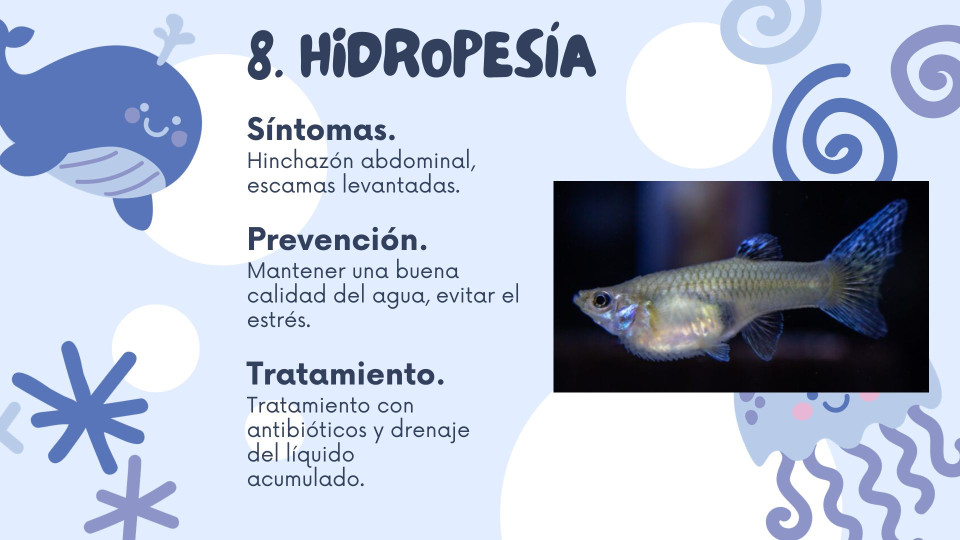 8. HiDROPESÍA
Síntomas.
Hinchazón abdominal,
escamas levantadas.
Prevención.
Mantener una buena
calidad del agua, evitar el
estrés.
Tratamiento.
Tratamiento con
antibióticos y drenaje
del líquido
acumulado.